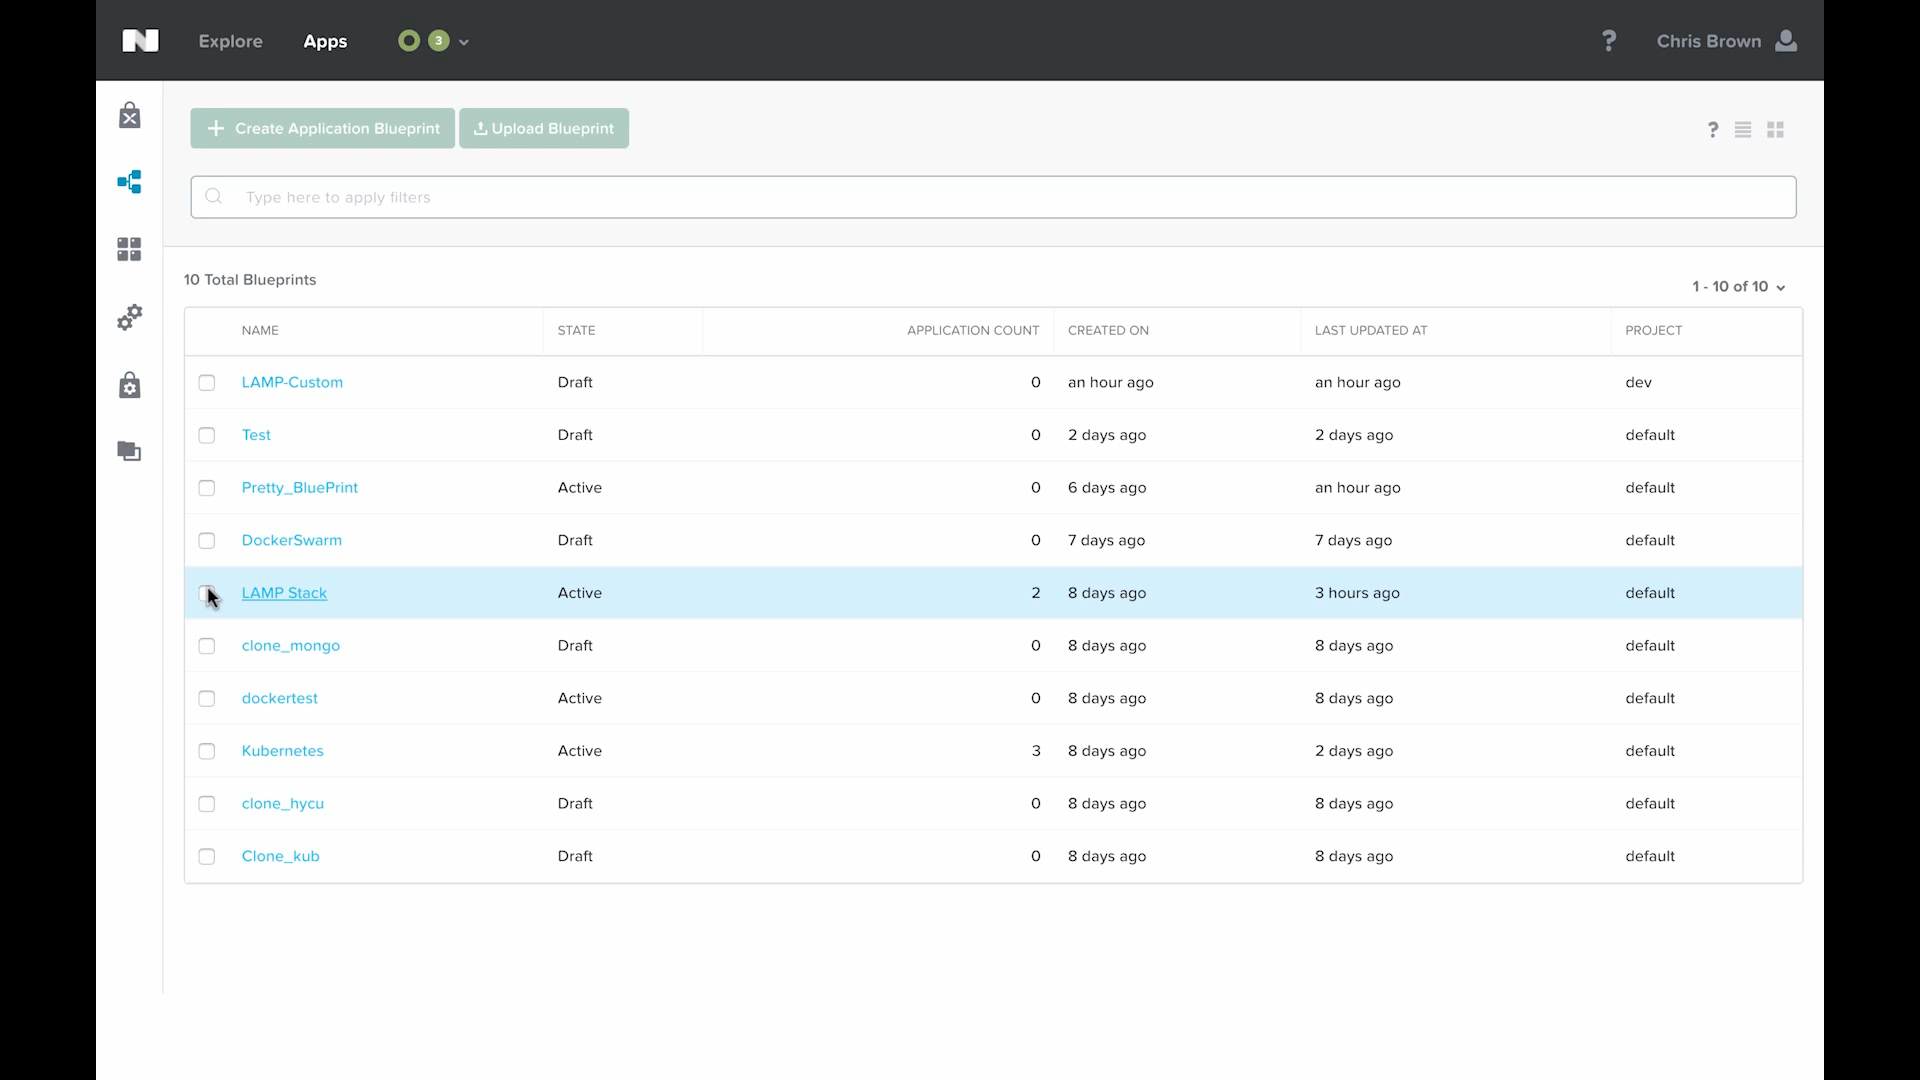 N Explore Apps 3 ? Chris Brown
+ Create Application Blueprint Upload Blueprint ?
Type here to apply filters
10 Total Blueprints 1 - 10 of 10
NAME STATE APPLICATION COUNT CREATED ON LAST UPDATED AT PROJECT
LAMP-Custom Draft 0 an hour ago an hour ago dev
Test Draft 0 2 days ago 2 days ago default
Pretty_BluePrint Active 0 6 days ago an hour ago default
DockerSwarm Draft 0 7 days ago 7 days ago default
LAMP Stack Active 2 8 days ago 3 hours ago default
clone_mongo Draft 0 8 days ago 8 days ago default
dockertest Active 0 8 days ago 8 days ago default
Kubernetes Active 3 8 days ago 2 days ago default
clone_hycu Draft 0 8 days ago 8 days ago default
Clone_kub Draft 0 8 days ago 8 days ago default